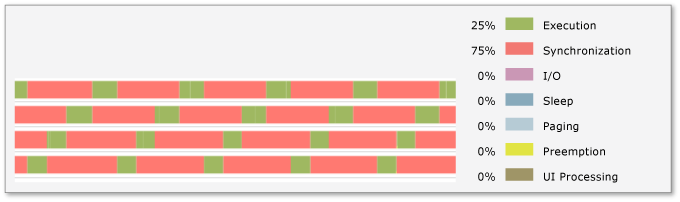 25% Execution
75% Synchronization
0% I/O
0% Sleep
0% Paging
0% Preemption
0% UI Processing